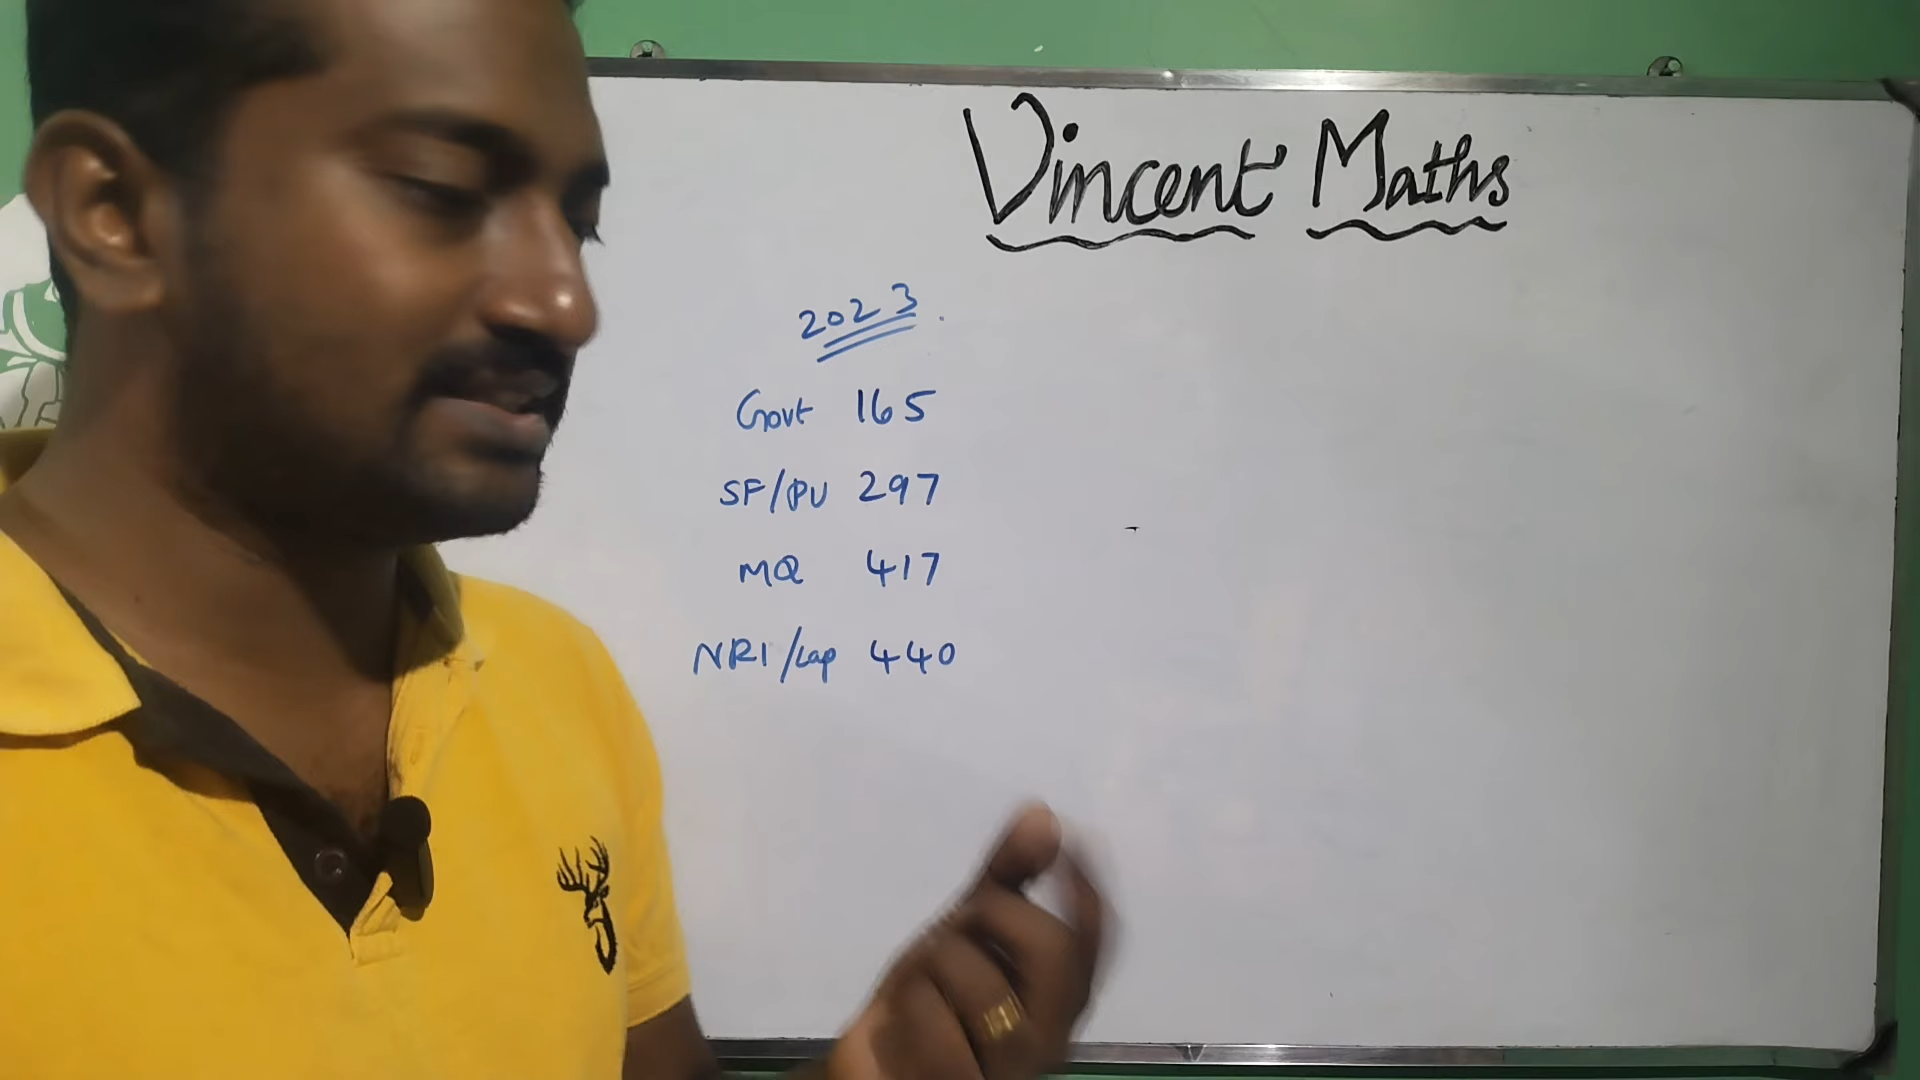 Vincent Maths
2023
Govt 165
SF/PU 297
MQ 417
NRI/Lap 440